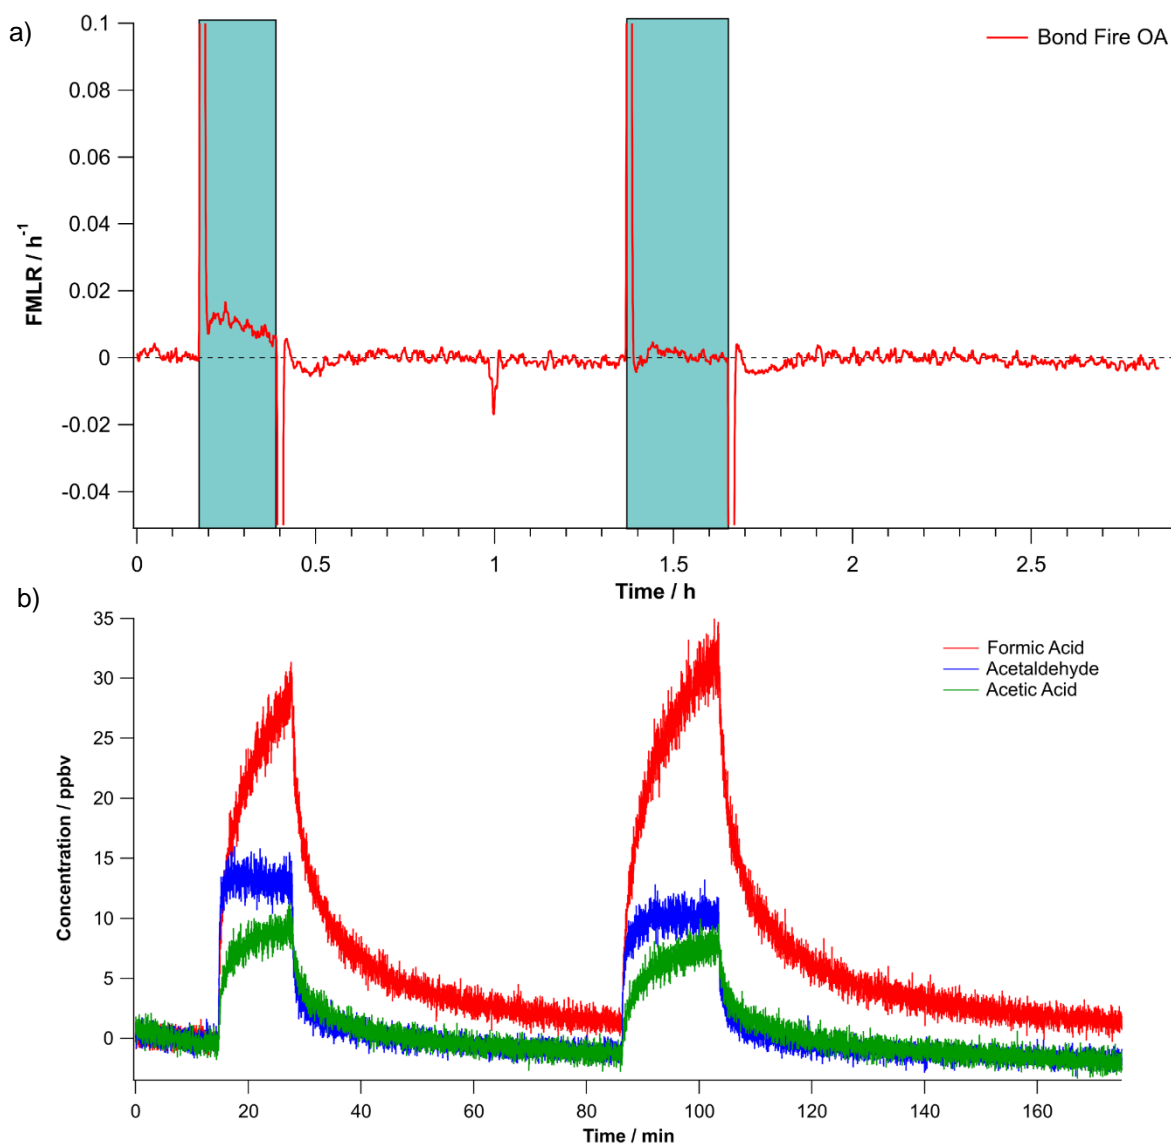 a)
Bond Fire OA
0.1
0.08
0.06
0.04
0.02
0
-0.02
-0.04
FMLR / h⁻¹
0 0.5 1 1.5 2 2.5
Time / h
b)
Formic Acid
Acetaldehyde
Acetic Acid
35
30
25
20
15
10
5
0
Concentration / ppbv
0 20 40 60 80 100 120 140 160
Time / min